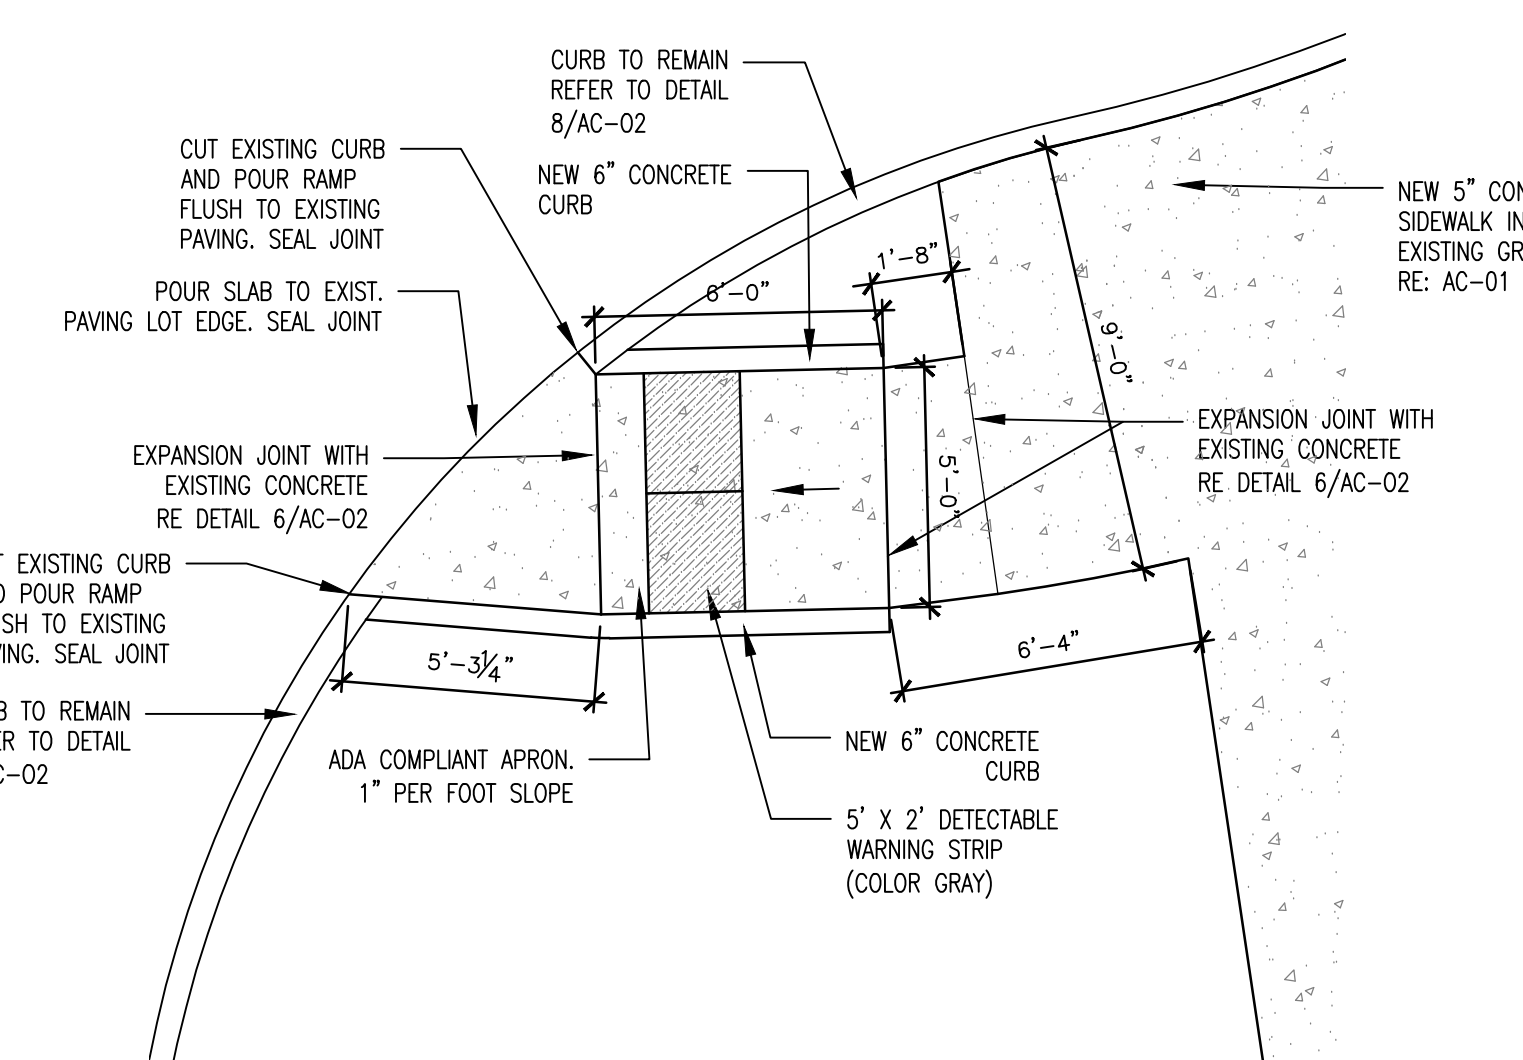 CURB TO REMAIN
REFER TO DETAIL
8/AC-02
CUT EXISTING CURB
AND POUR RAMP
FLUSH TO EXISTING
PAVING. SEAL JOINT
NEW 6" CONCRETE
CURB
NEW 5" CON
SIDEWALK IN
EXISTING GR
RE: AC-01
1'-8"
6'-0"
POUR SLAB TO EXIST.
PAVING LOT EDGE. SEAL JOINT
9'-0"
EXPANSION JOINT WITH
EXISTING CONCRETE
RE DETAIL 6/AC-02
EXPANSION JOINT WITH
EXISTING CONCRETE
RE DETAIL 6/AC-02
5'-0"
T EXISTING CURB
D POUR RAMP
SH TO EXISTING
VING. SEAL JOINT
5'-3¼"
6'-4"
B TO REMAIN
ER TO DETAIL
C-02
ADA COMPLIANT APRON.
1" PER FOOT SLOPE
NEW 6" CONCRETE
CURB
5' X 2' DETECTABLE
WARNING STRIP
(COLOR GRAY)